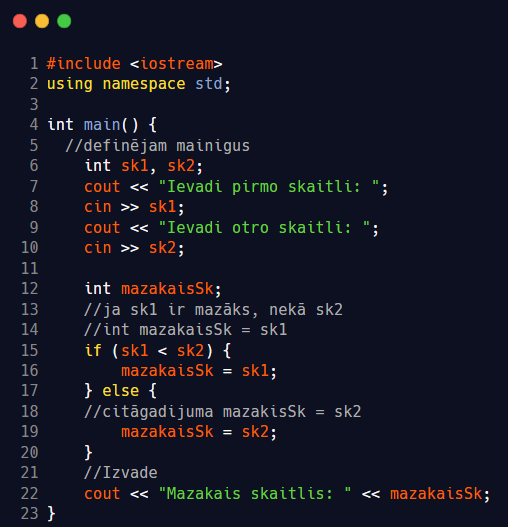 1 #include <iostream>
2 using namespace std;
3
4 int main() {
5   //definējam mainigus
6     int sk1, sk2;
7     cout << "Ievadi pirmo skaitli: ";
8     cin >> sk1;
9     cout << "Ievadi otro skaitli: ";
10     cin >> sk2;
11
12     int mazakaisSk;
13     //ja sk1 ir mazāks, nekā sk2
14     //int mazakaisSk = sk1
15     if (sk1 < sk2) {
16         mazakaisSk = sk1;
17     } else {
18     //citāgadijuma mazakisSk = sk2
19         mazakaisSk = sk2;
20     }
21     //Izvade
22     cout << "Mazakais skaitlis: " << mazakaisSk;
23 }